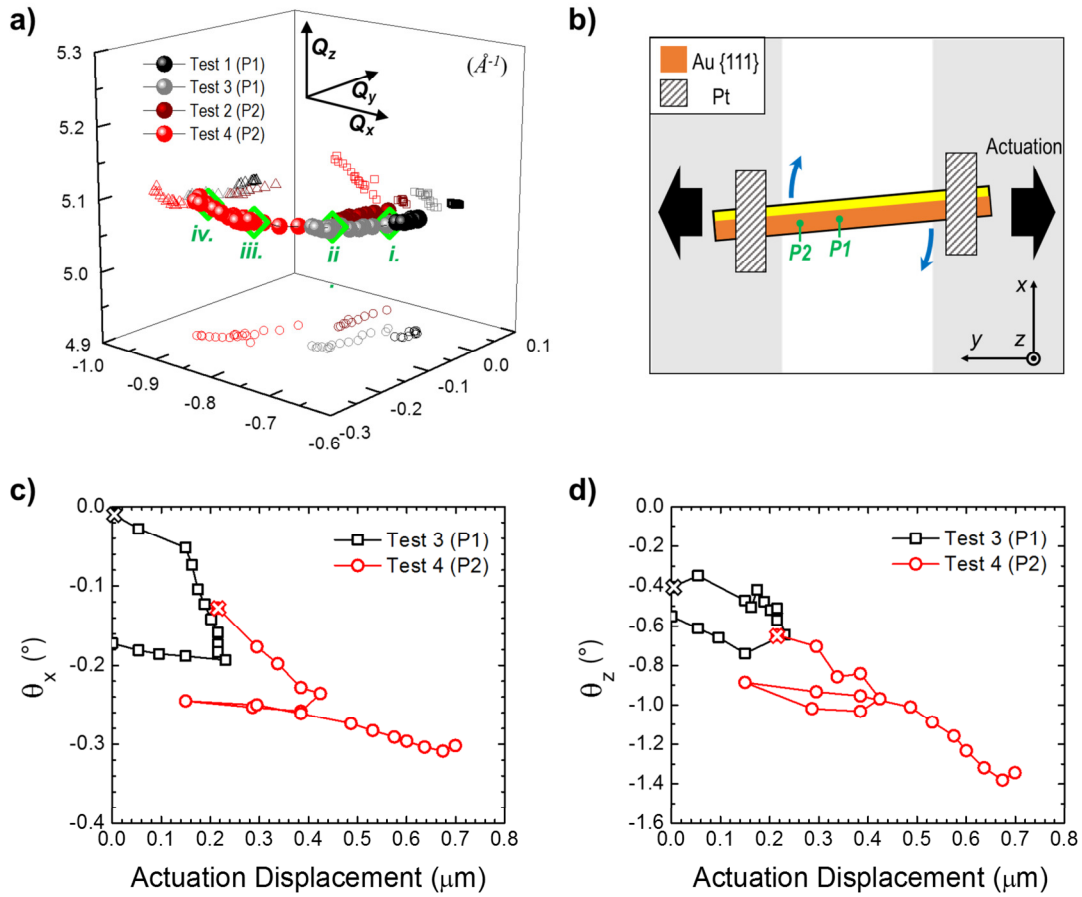 a)
5.3
5.2
5.1
5.0
4.9
Test 1 (P1)
Test 3 (P1)
Test 2 (P2)
Test 4 (P2)
Qz
Qy
Qx
(Å-1)
iv.
iii.
ii
.
i.
-1.0
-0.9
-0.8
-0.7
-0.6
-0.3
-0.2
-0.1
0.0
0.1
b)
Au {111}
Pt
Actuation
P2
P1
x
y
z
c)
0.0
-0.1
-0.2
-0.3
-0.4
θx (°)
Test 3 (P1)
Test 4 (P2)
0.0 0.1 0.2 0.3 0.4 0.5 0.6 0.7 0.8
Actuation Displacement (μm)
d)
0.0
-0.2
-0.4
-0.6
-0.8
-1.0
-1.2
-1.4
-1.6
θz (°)
Test 3 (P1)
Test 4 (P2)
0.0 0.1 0.2 0.3 0.4 0.5 0.6 0.7 0.8
Actuation Displacement (μm)